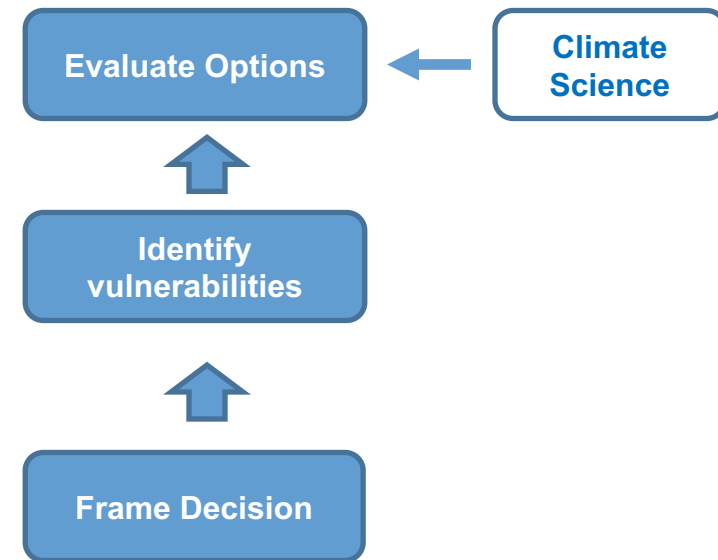 Evaluate Options
Climate
Science
Identify
vulnerabilities
Frame Decision